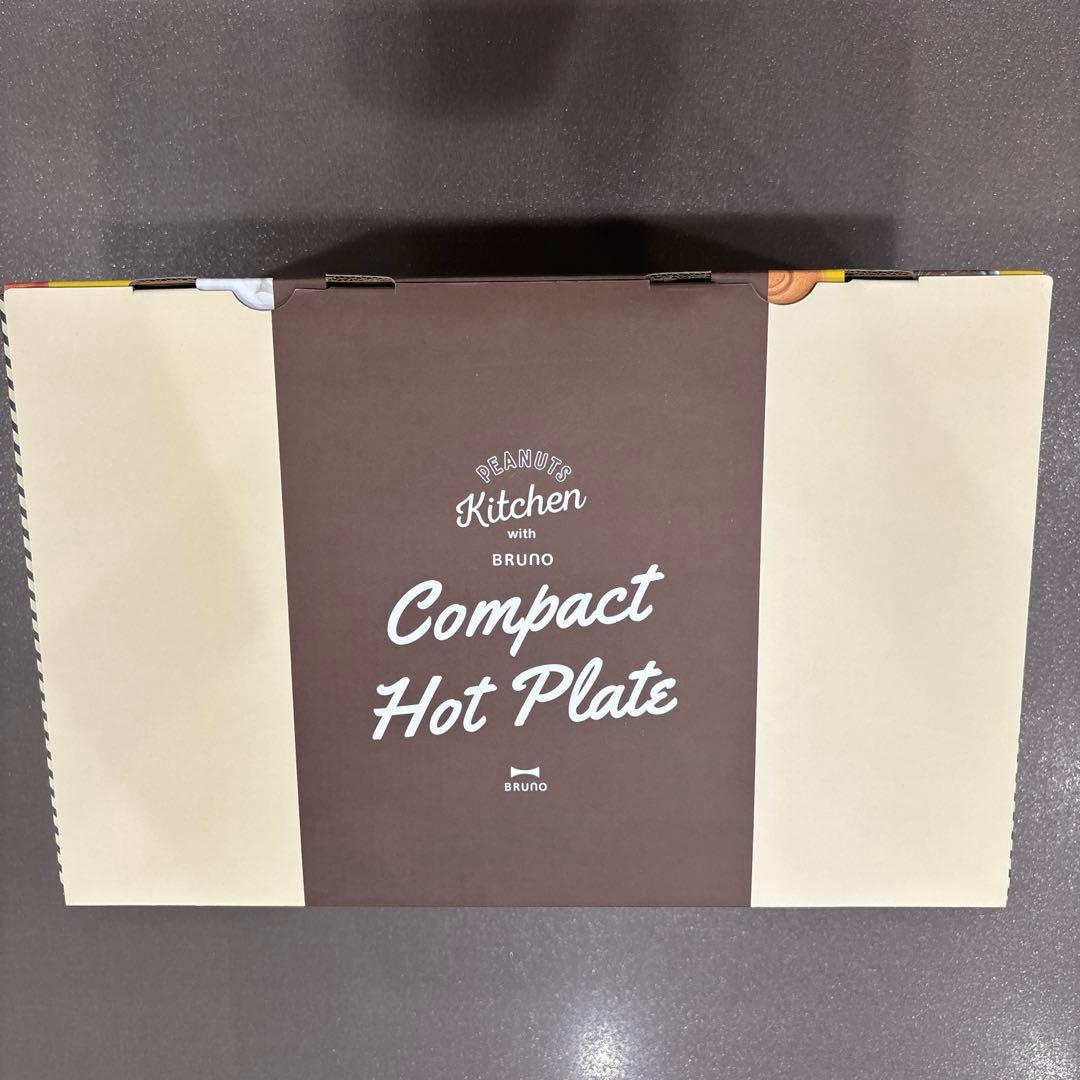 PEANUTS
Kitchen
with
BRUNO
Compact
Hot Plate
BRUNO